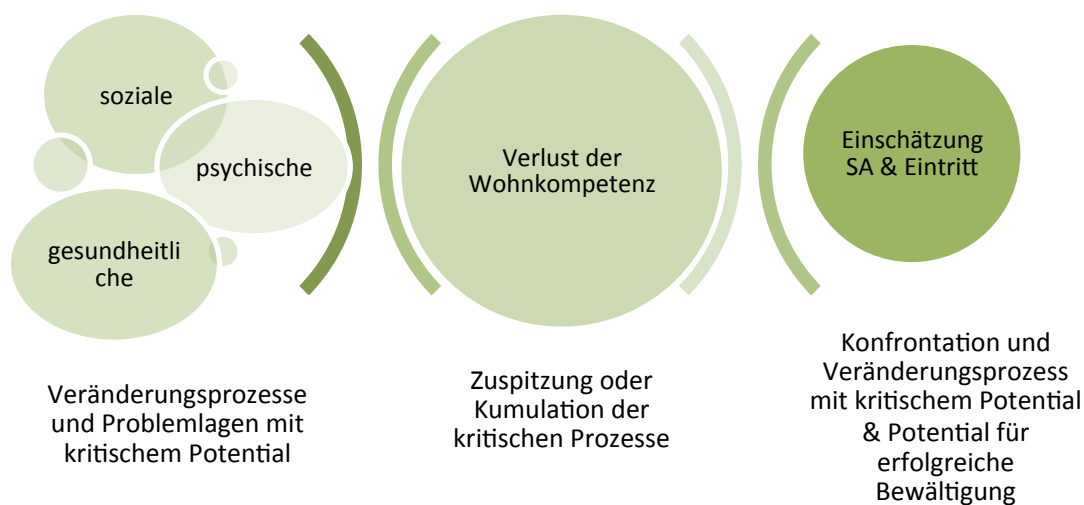 soziale
psychische
gesundheitli
che
Veränderungsprozesse
und Problemlagen mit
kritischem Potential
Verlust der
Wohnkompetenz
Zuspitzung oder
Kumulation der
kritischen Prozesse
Einschätzung
SA & Eintritt
Konfrontation und
Veränderungsprozess
mit kritischem Potential
& Potential für
erfolgreiche
Bewältigung